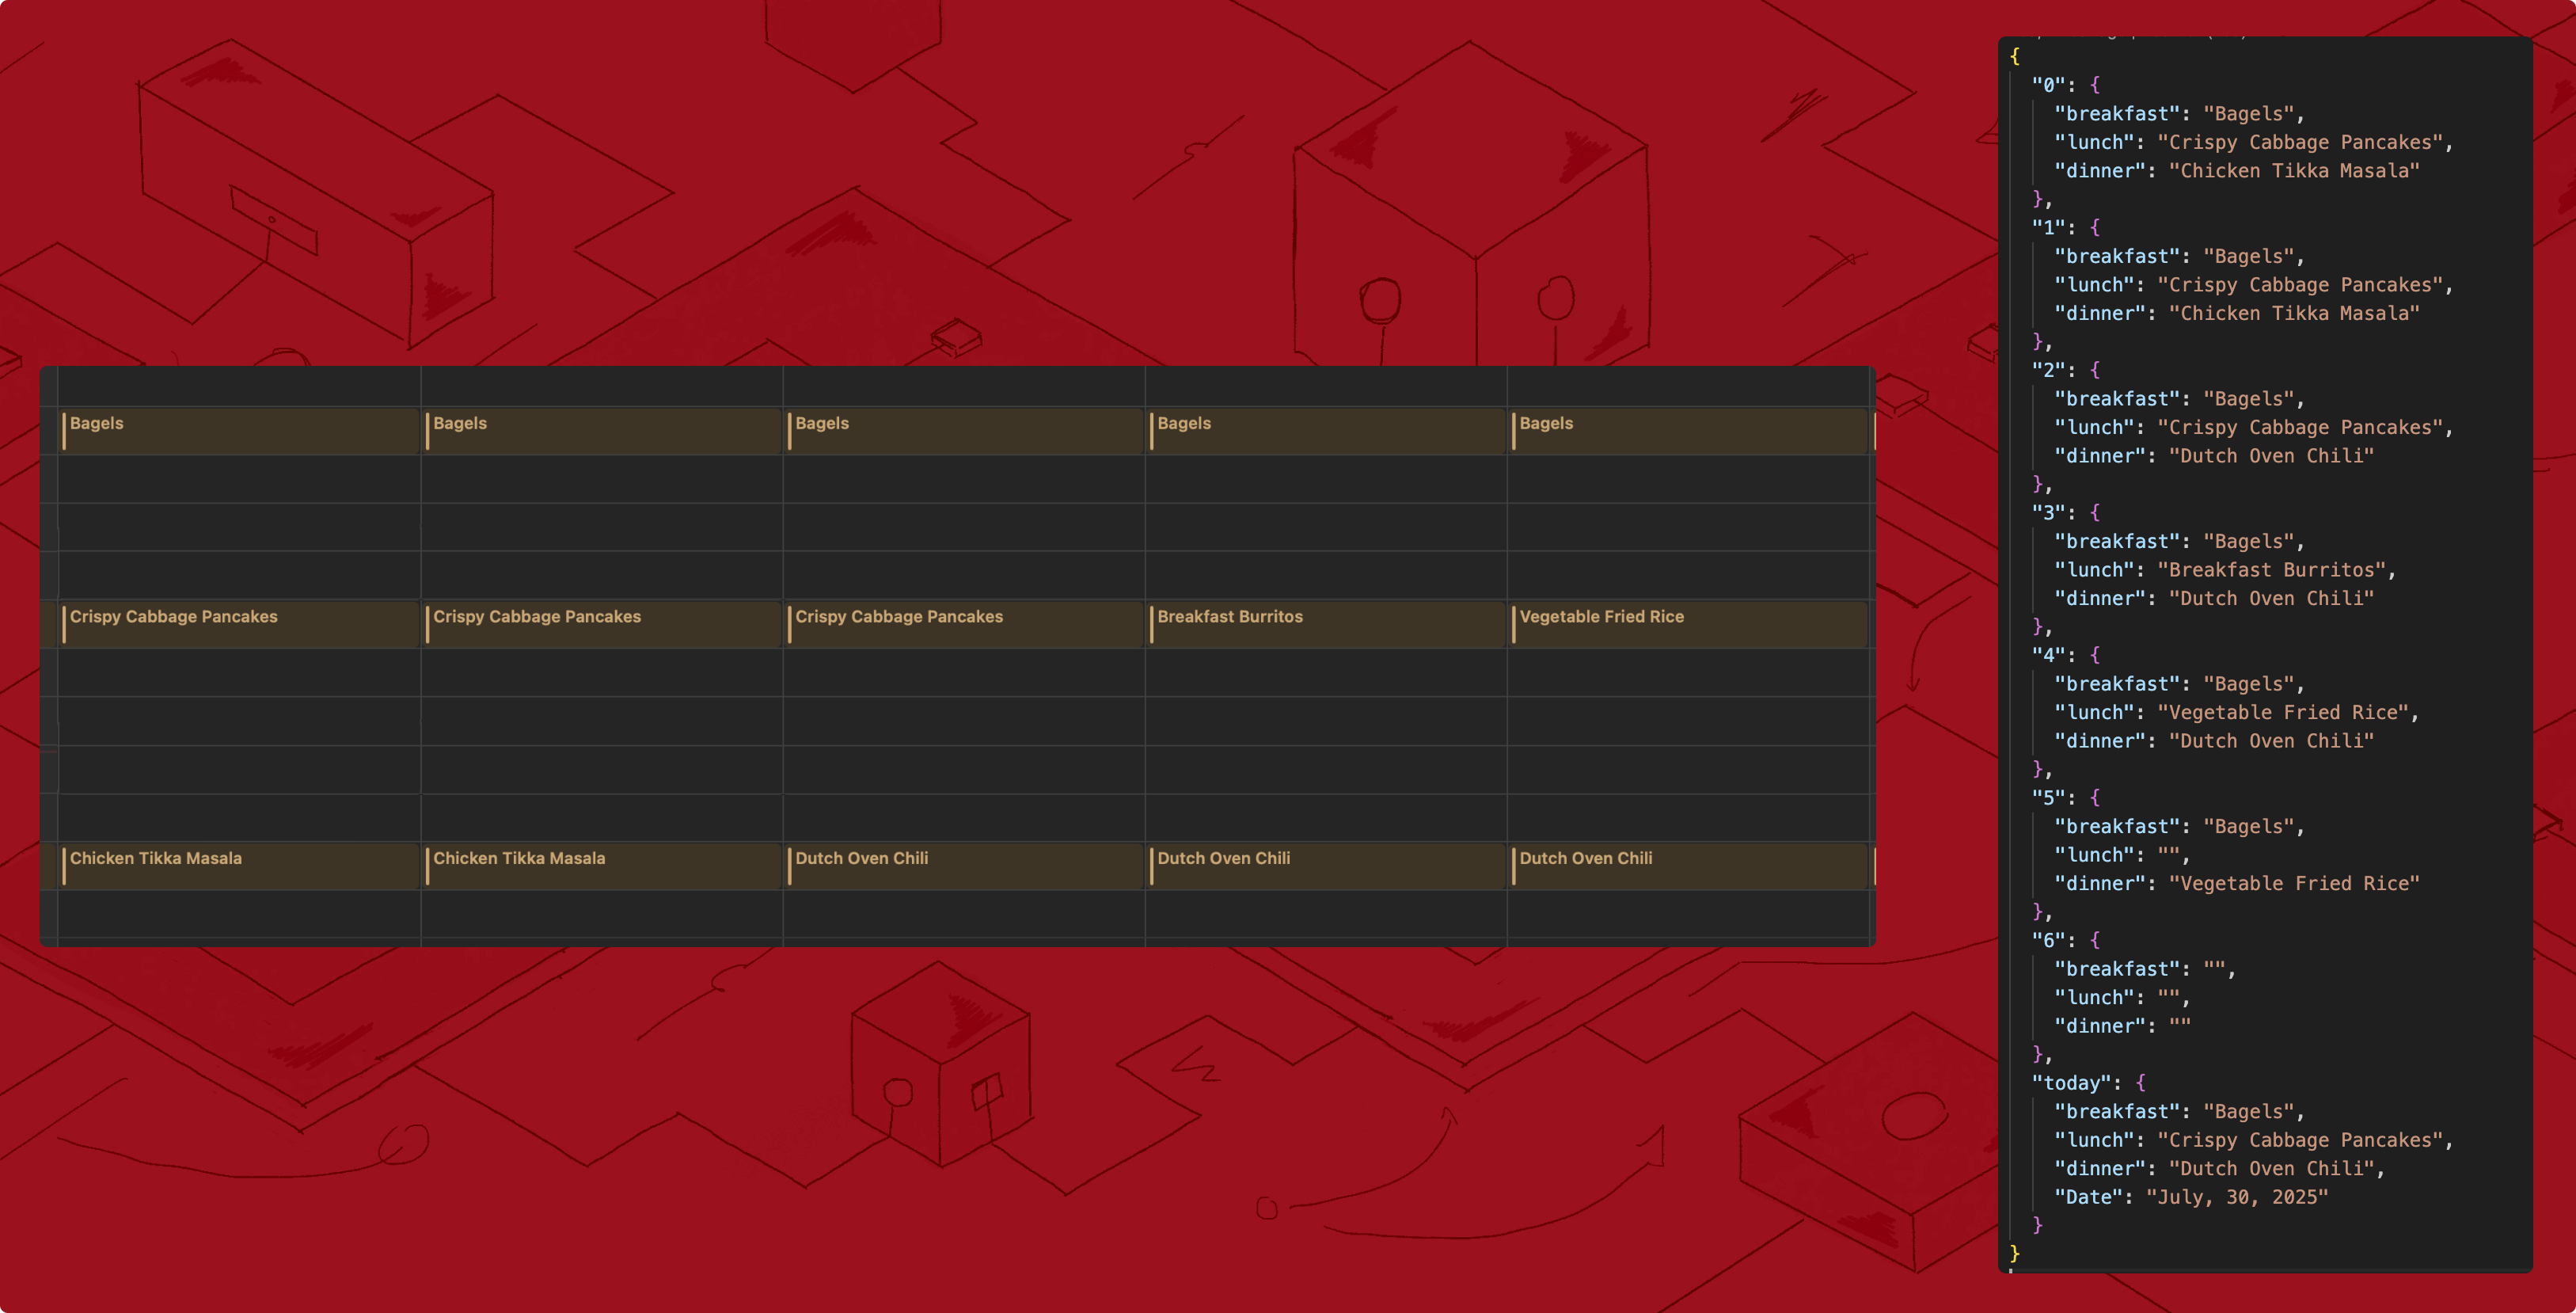 Bagels Bagels Bagels Bagels Bagels
Crispy Cabbage Pancakes Crispy Cabbage Pancakes Crispy Cabbage Pancakes Breakfast Burritos Vegetable Fried Rice
Chicken Tikka Masala Chicken Tikka Masala Dutch Oven Chili Dutch Oven Chili Dutch Oven Chili
{
"0": {
"breakfast": "Bagels",
"lunch": "Crispy Cabbage Pancakes",
"dinner": "Chicken Tikka Masala"
},
"1": {
"breakfast": "Bagels",
"lunch": "Crispy Cabbage Pancakes",
"dinner": "Chicken Tikka Masala"
},
"2": {
"breakfast": "Bagels",
"lunch": "Crispy Cabbage Pancakes",
"dinner": "Dutch Oven Chili"
},
"3": {
"breakfast": "Bagels",
"lunch": "Breakfast Burritos",
"dinner": "Dutch Oven Chili"
},
"4": {
"breakfast": "Bagels",
"lunch": "Vegetable Fried Rice",
"dinner": "Dutch Oven Chili"
},
"5": {
"breakfast": "Bagels",
"lunch": "",
"dinner": "Vegetable Fried Rice"
},
"6": {
"breakfast": "",
"lunch": "",
"dinner": ""
},
"today": {
"breakfast": "Bagels",
"lunch": "Crispy Cabbage Pancakes",
"dinner": "Dutch Oven Chili",
"Date": "July, 30, 2025"
}
}